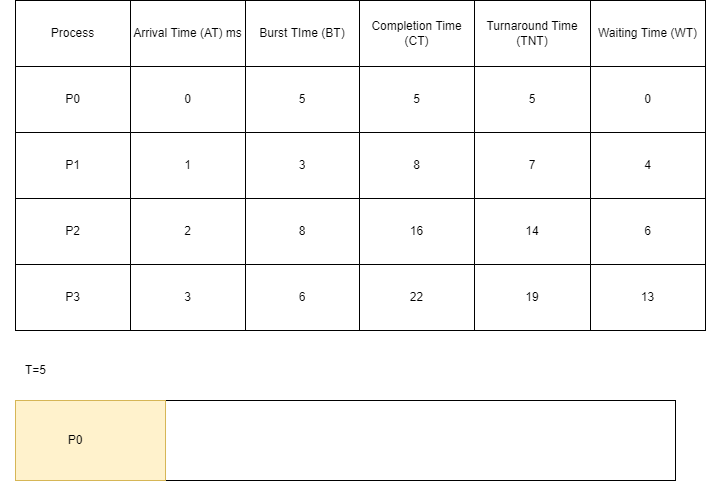 Process Arrival Time (AT) ms Burst TIme (BT) Completion Time (CT) Turnaround Time (TNT) Waiting Time (WT)
P0 0 5 5 5 0
P1 1 3 8 7 4
P2 2 8 16 14 6
P3 3 6 22 19 13
T=5
P0